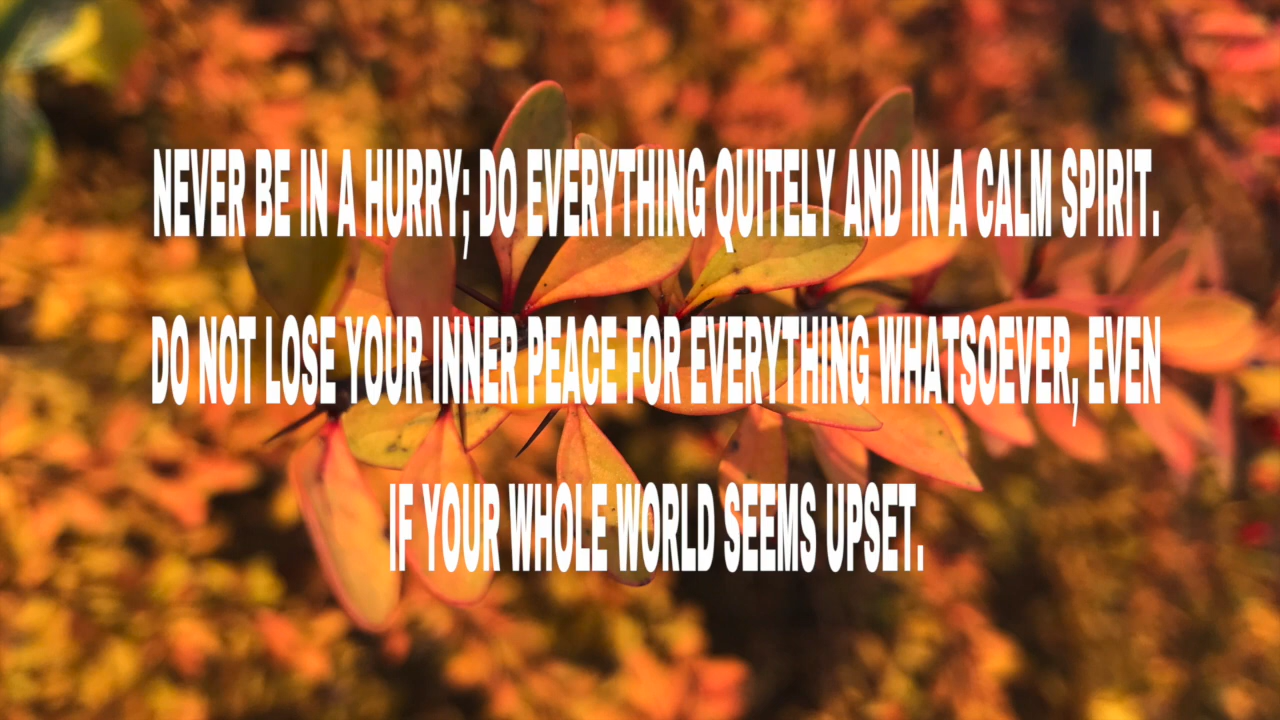 NEVER BE IN A HURRY; DO EVERYTHING QUITELY AND IN A CALM SPIRIT.
DO NOT LOSE YOUR INNER PEACE FOR EVERYTHING WHATSOEVER, EVEN
IF YOUR WHOLE WORLD SEEMS UPSET.